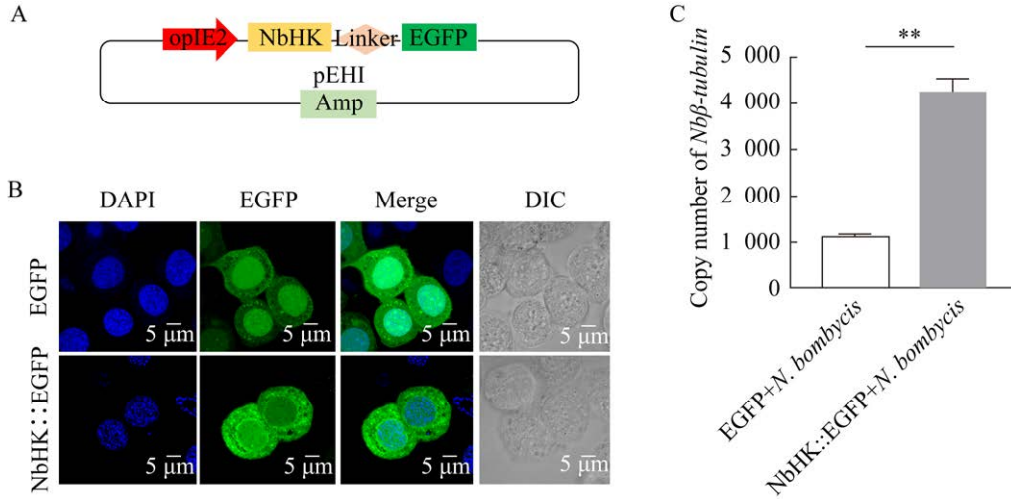 A
opIE2 NbHK Linker EGFP
pEHI
Amp
B
DAPI EGFP Merge DIC
EGFP
5 μm 5 μm 5 μm 5 μm
NbHK::EGFP
5 μm 5 μm 5 μm 5 μm
C
**
Copy number of Nbβ-tubulin
5 000
4 000
3 000
2 000
1 000
0
EGFP+N. bombycis
NbHK::EGFP+N. bombycis